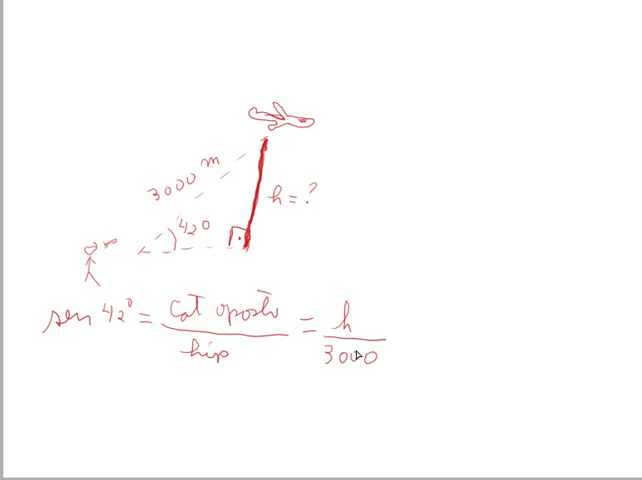 3000 m
h = ?
42°
sen 42° = cat oposto / hip = h / 3000